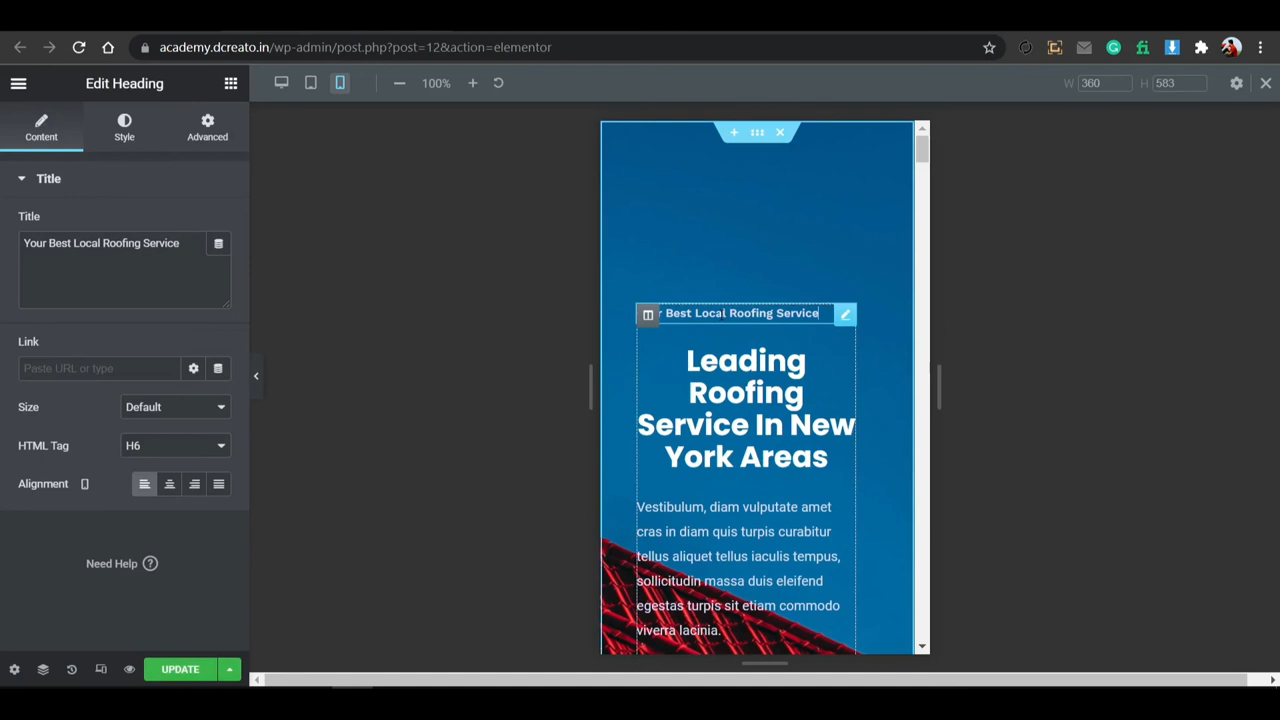 academy.dcreato.in/wp-admin/post.php?post=12&action=elementor
Edit Heading
100%
W 360
H 583
Content
Style
Advanced
Title
Title
Your Best Local Roofing Service
Link
Paste URL or type
Size
Default
HTML Tag
H6
Alignment
Need Help
UPDATE
r Best Local Roofing Service
Leading
Roofing
Service In New
York Areas
Vestibulum, diam vulputate amet
cras in diam quis turpis curabitur
tellus aliquet tellus iaculis tempus,
sollicitudin massa duis eleifend
egestas turpis sit etiam commodo
viverra lacinia.